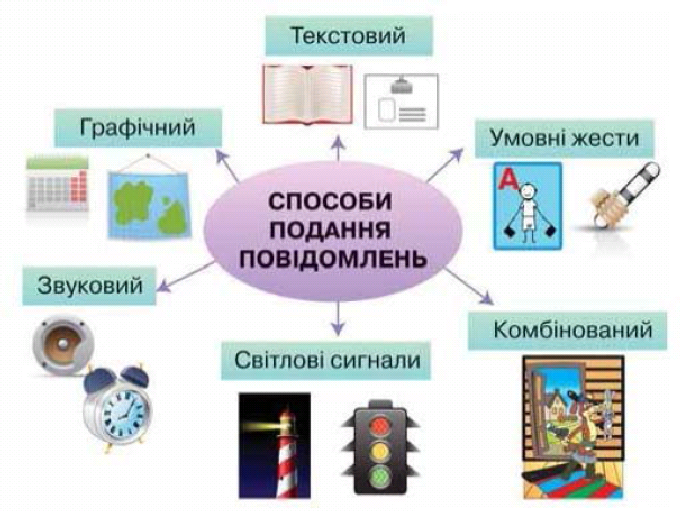 Текстовий
Графічний
Умовні жести
А
СПОСОБИ
ПОДАННЯ
ПОВІДОМЛЕНЬ
Звуковий
Комбінований
Світлові сигнали